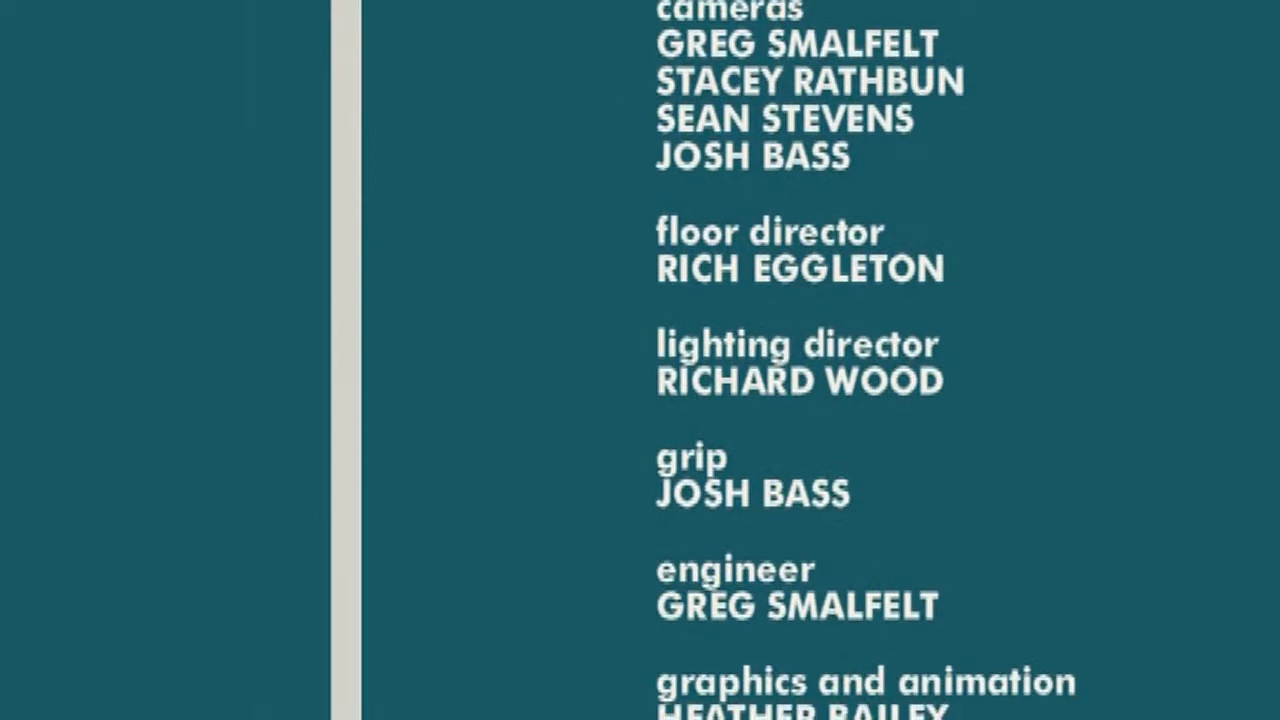 cameras
GREG SMALFELT
STACEY RATHBUN
SEAN STEVENS
JOSH BASS
floor director
RICH EGGLETON
lighting director
RICHARD WOOD
grip
JOSH BASS
engineer
GREG SMALFELT
graphics and animation
HEATHER BAILEY